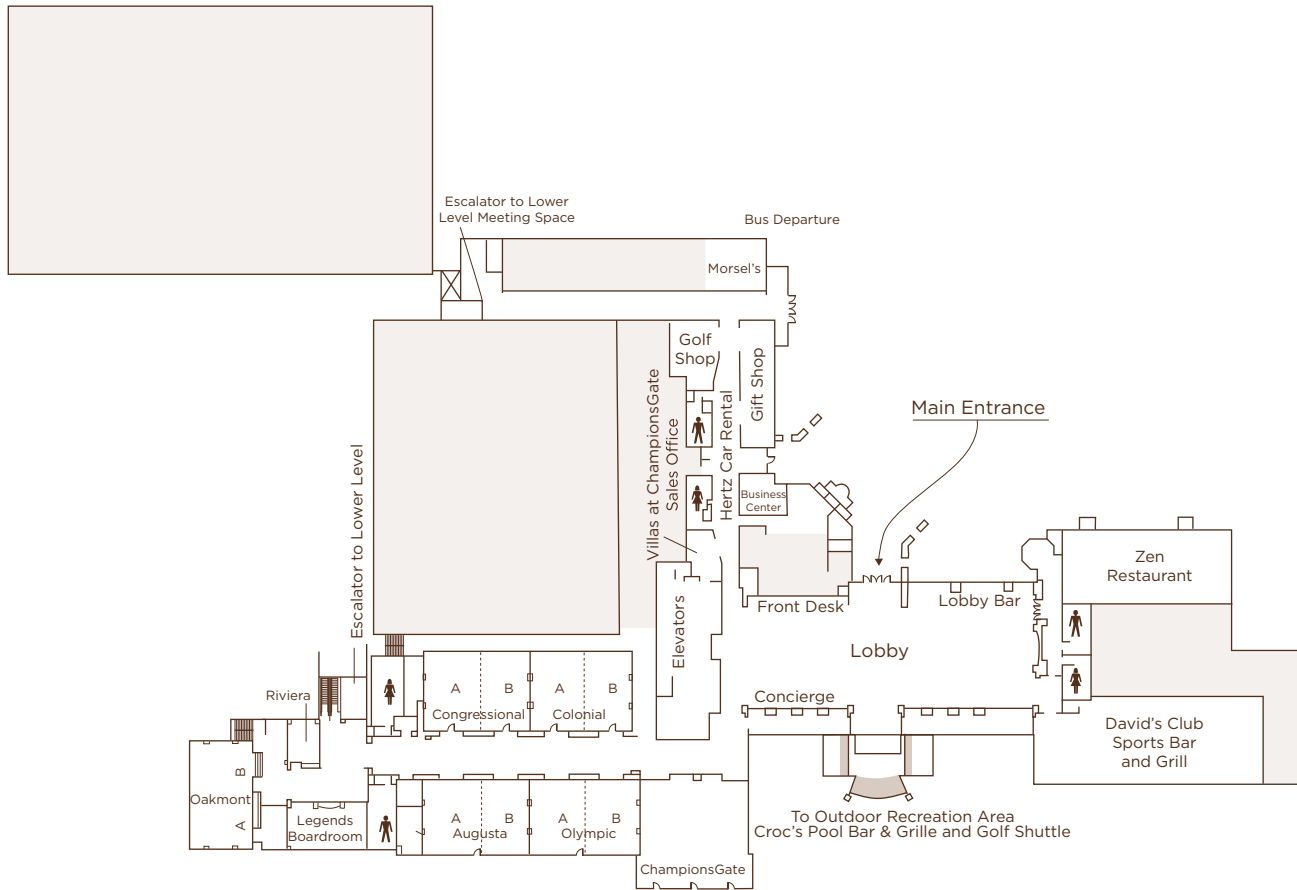 Escalator to Lower
Level Meeting Space
Bus Departure
Morsel's
Golf
Shop
Gift Shop
Villas at ChampionsGate
Sales Office
Hertz Car Rental
Main Entrance
Business
Center
Escalator to Lower Level
Zen
Restaurant
Front Desk
Lobby Bar
Elevators
Lobby
Riviera
A
B
A
B
Congressional
Colonial
Concierge
David's Club
Sports Bar
and Grill
B
Oakmont
A
Legends
Boardroom
A
B
A
B
Augusta
Olympic
ChampionsGate
To Outdoor Recreation Area
Croc's Pool Bar & Grille and Golf Shuttle